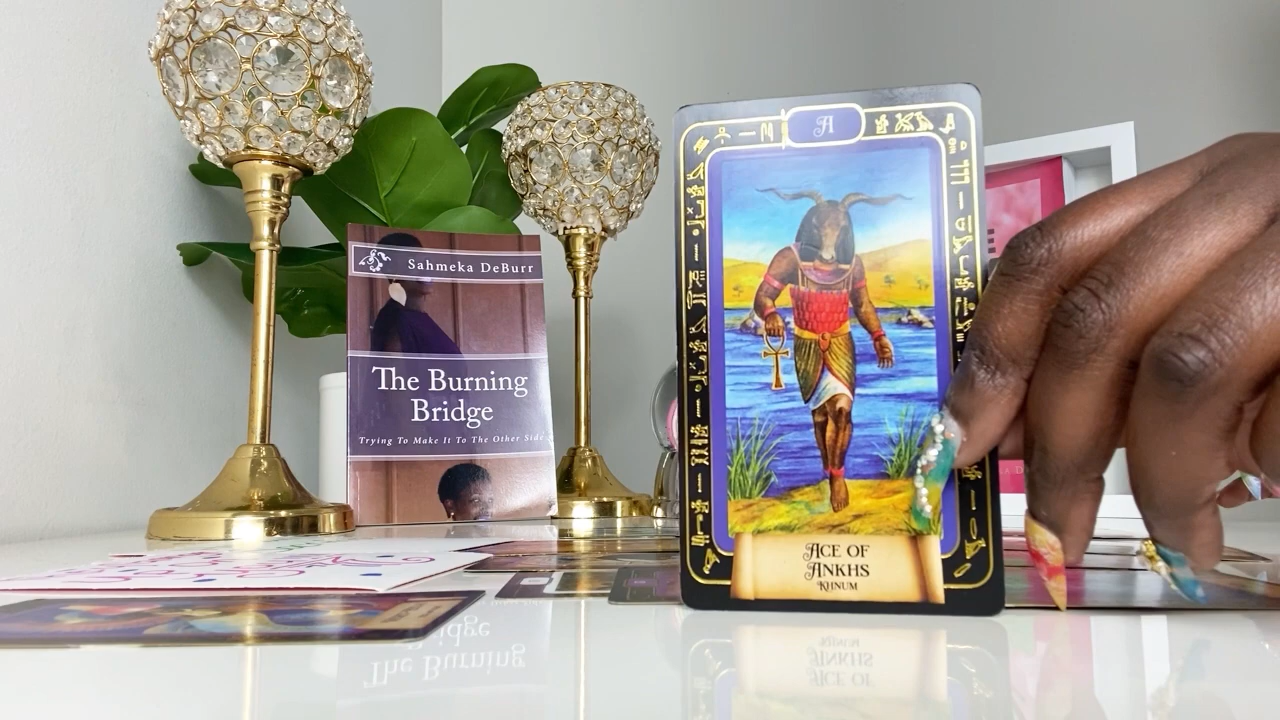 Sahmeka DeBurr
The Burning
Bridge
Trying To Make It To The Other Side
A
ACE OF
ANKHS
KHNUM